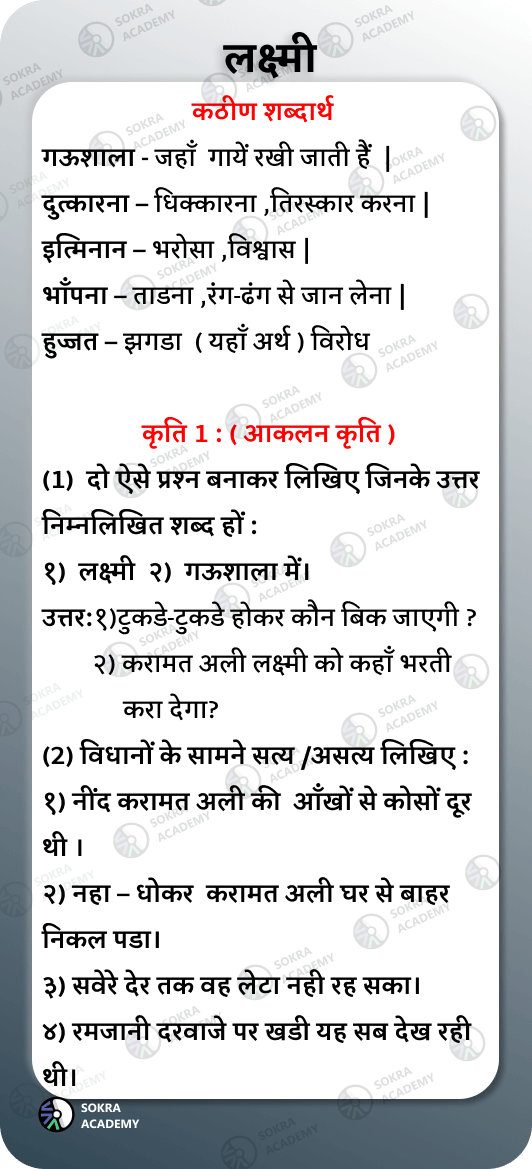 लक्ष्मी
कठीण शब्दार्थ
गऊशाला - जहाँ गायें रखी जाती हैं |
दुत्कारना – धिक्कारना ,तिरस्कार करना |
इत्मिनान – भरोसा ,विश्वास |
भाँपना – ताडना ,रंग-ढंग से जान लेना |
हुज्जत – झगडा ( यहाँ अर्थ ) विरोध
कृति 1 : ( आकलन कृति )
(1) दो ऐसे प्रश्न बनाकर लिखिए जिनके उत्तर
निम्नलिखित शब्द हों :
१) लक्ष्मी २) गऊशाला में।
उत्तर:१)टुकडे-टुकडे होकर कौन बिक जाएगी ?
२) करामत अली लक्ष्मी को कहाँ भरती
करा देगा?
(2) विधानों के सामने सत्य /असत्य लिखिए :
१) नींद करामत अली की आँखों से कोसों दूर
थी ।
२) नहा – धोकर करामत अली घर से बाहर
निकल पडा।
३) सवेरे देर तक वह लेटा नही रह सका।
४) रमजानी दरवाजे पर खडी यह सब देख रही
थी।
SOKRA
ACADEMY